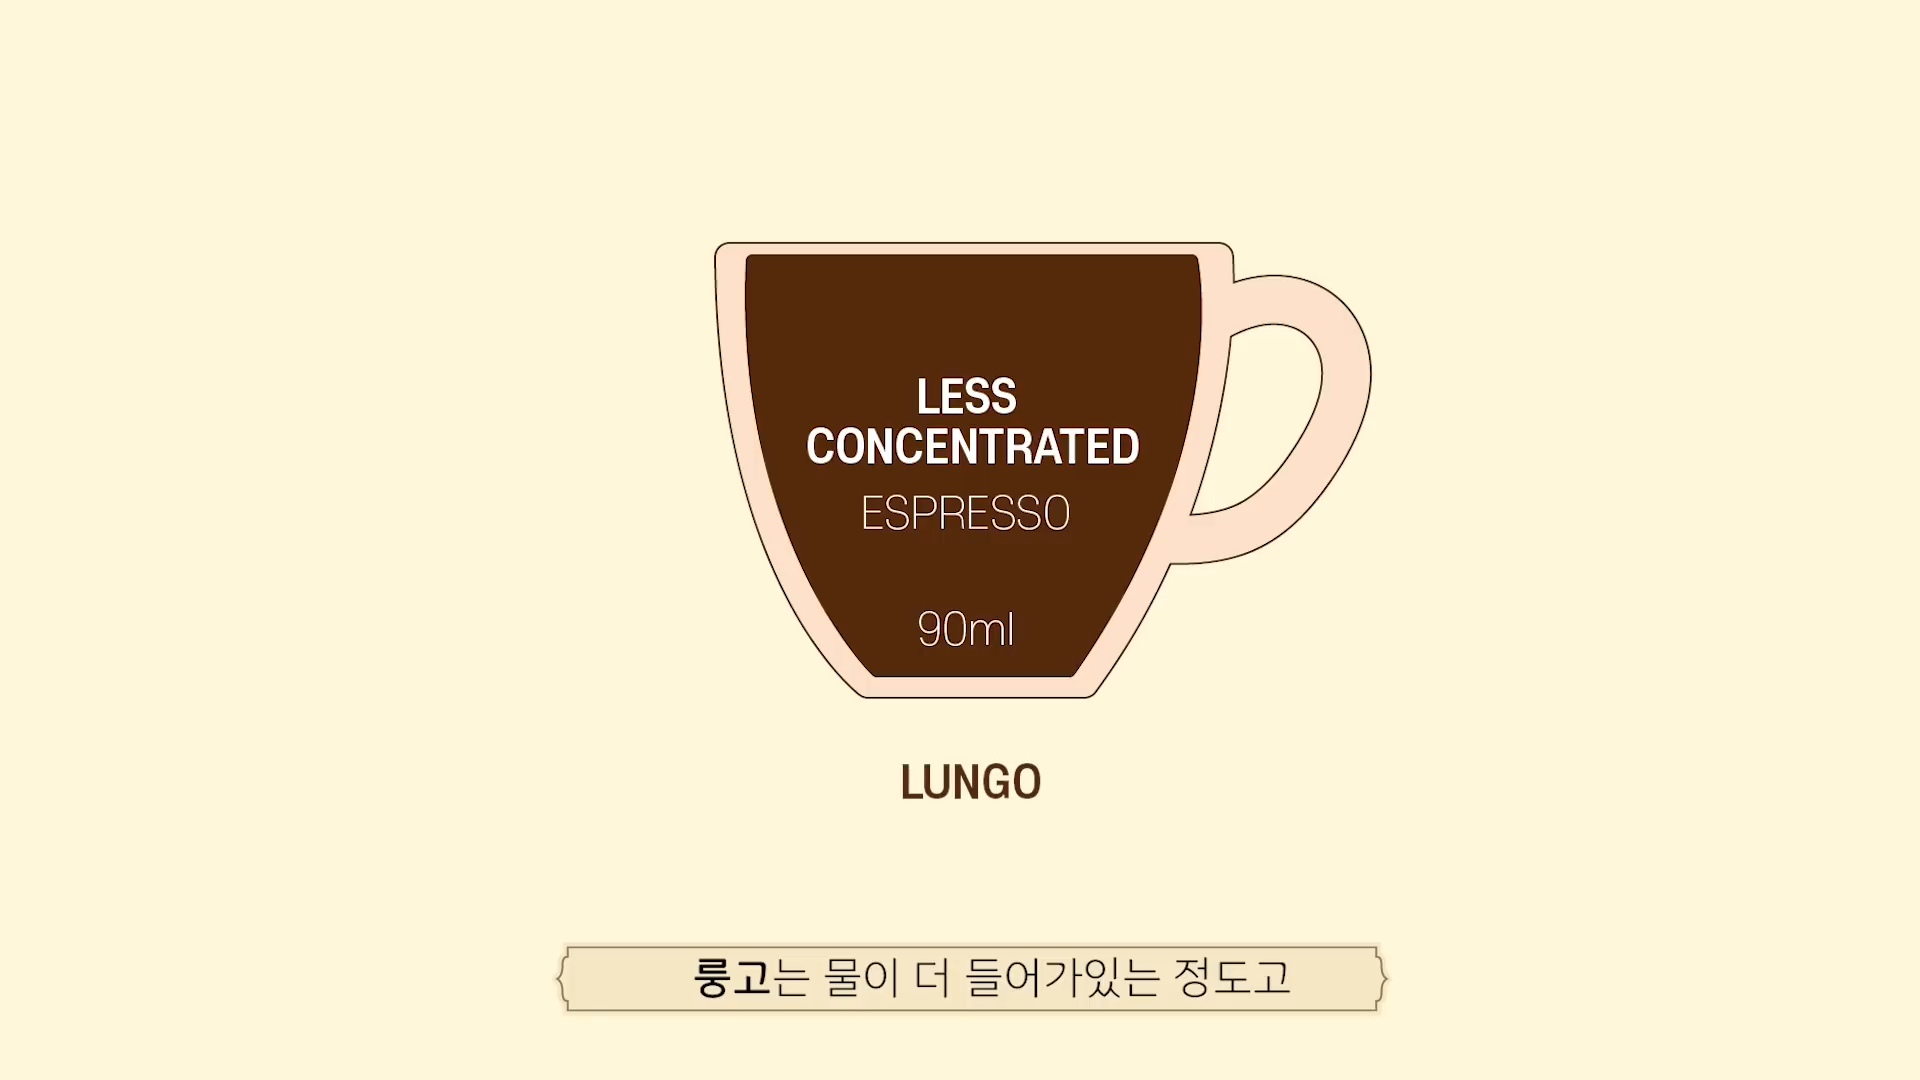 LESS
CONCENTRATED
ESPRESSO
90ml
LUNGO
룽고는 물이 더 들어가있는 정도고